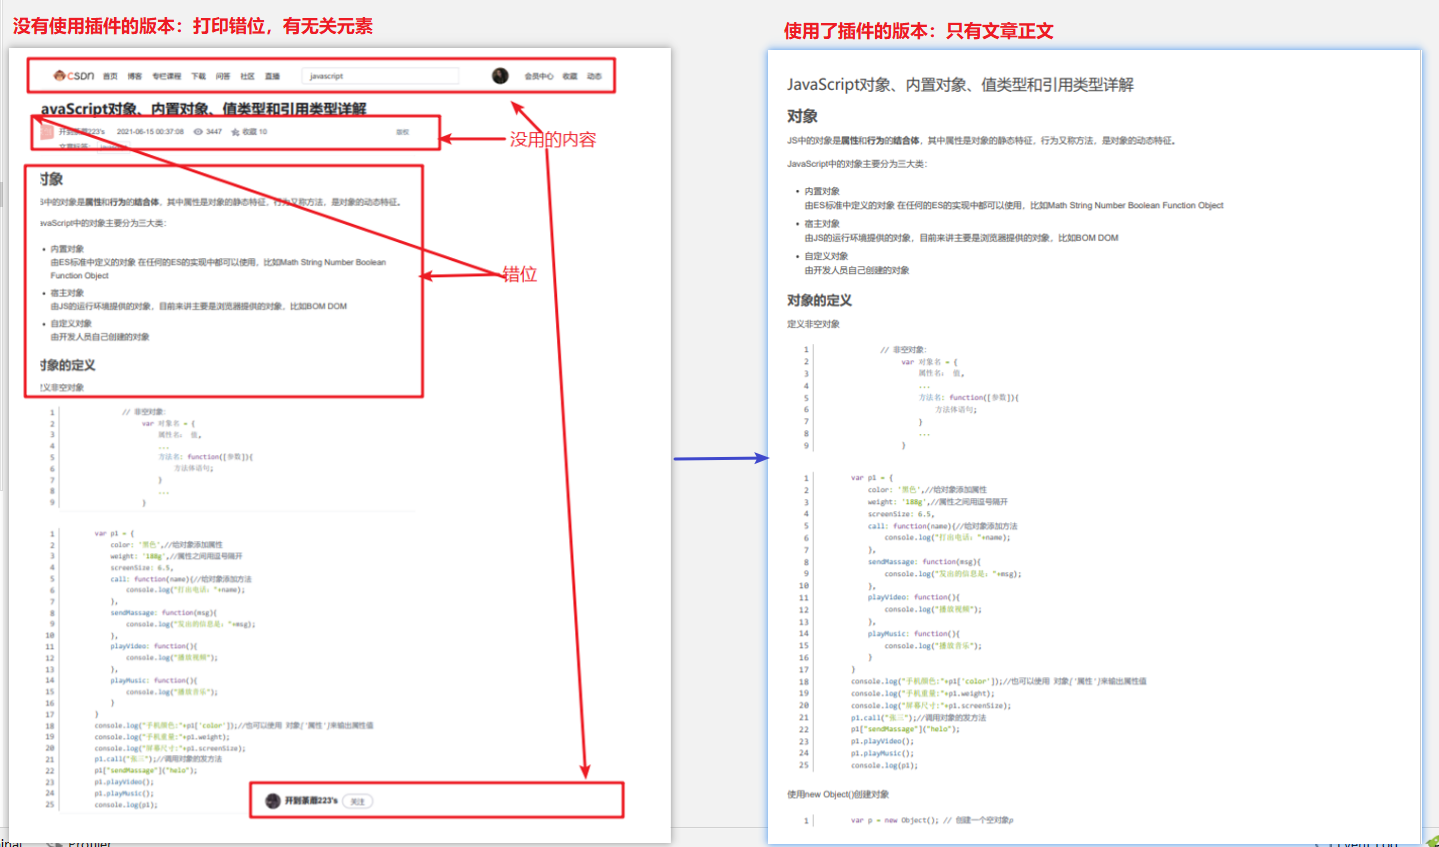 没有使用插件的版本：打印错位，有无关元素
CSDN 首页 博客 专栏课程 下载 问答 社区 直播 javascript 会员中心 收藏 动态
avaScript对象、内置对象、值类型和引用类型详解
开到荼蘼223's 2021-06-15 00:37:08 3447 收藏 10 版权
没用的内容
对象
JS中的对象是属性和行为的结合体，其中属性是对象的静态特征，行为又称方法，是对象的动态特征。
avaScript中的对象主要分为三大类：
• 内置对象
由ES标准中定义的对象 在任何的ES的实现中都可以使用，比如Math String Number Boolean
Function Object
错位
• 宿主对象
由JS的运行环境提供的对象，目前来讲主要是浏览器提供的对象，比如BOM DOM
• 自定义对象
由开发人员自己创建的对象
对象的定义
定义非空对象
1 // 非空对象:
2 var 对象名 = {
3 属性名: 值,
4 ...
5 方法名: function([参数]){
6 方法体语句;
7 }
8 ...
9 }
1 var p1 = {
2 color: '黑色',//给对象添加属性
3 weight: '188g',//属性之间用逗号隔开
4 screenSize: 6.5,
5 call: function(name){//给对象添加方法
6 console.log("打出电话: "+name);
7 },
8 sendMassage: function(msg){
9 console.log("发出的信息是: "+msg);
10 },
11 playVideo: function(){
12 console.log("播放视频");
13 },
14 playMusic: function(){
15 console.log("播放音乐");
16 }
17 }
18 console.log("手机颜色:"+p1['color']);//也可以使用 对象['属性']来输出属性值
19 console.log("手机重量:"+p1.weight);
20 console.log("屏幕尺寸:"+p1.screenSize);
21 p1.call("张三");//调用对象的发方法
22 p1["sendMassage"]("helo");
23 p1.playVideo();
24 p1.playMusic();
25 console.log(p1);
开到荼蘼223's 关注
使用了插件的版本：只有文章正文
JavaScript对象、内置对象、值类型和引用类型详解
对象
JS中的对象是属性和行为的结合体，其中属性是对象的静态特征，行为又称方法，是对象的动态特征。
JavaScript中的对象主要分为三大类：
• 内置对象
由ES标准中定义的对象 在任何的ES的实现中都可以使用，比如Math String Number Boolean Function Object
• 宿主对象
由JS的运行环境提供的对象，目前来讲主要是浏览器提供的对象，比如BOM DOM
• 自定义对象
由开发人员自己创建的对象
对象的定义
定义非空对象
1 // 非空对象:
2 var 对象名 = {
3 属性名: 值,
4 ...
5 方法名: function([参数]){
6 方法体语句;
7 }
8 ...
9 }
1 var p1 = {
2 color: '黑色',//给对象添加属性
3 weight: '188g',//属性之间用逗号隔开
4 screenSize: 6.5,
5 call: function(name){//给对象添加方法
6 console.log("打出电话: "+name);
7 },
8 sendMassage: function(msg){
9 console.log("发出的信息是: "+msg);
10 },
11 playVideo: function(){
12 console.log("播放视频");
13 },
14 playMusic: function(){
15 console.log("播放音乐");
16 }
17 }
18 console.log("手机颜色:"+p1['color']);//也可以使用 对象['属性']来输出属性值
19 console.log("手机重量:"+p1.weight);
20 console.log("屏幕尺寸:"+p1.screenSize);
21 p1.call("张三");//调用对象的发方法
22 p1["sendMassage"]("helo");
23 p1.playVideo();
24 p1.playMusic();
25 console.log(p1);
使用new Object()创建对象
1 var p = new Object(); // 创建一个空对象p